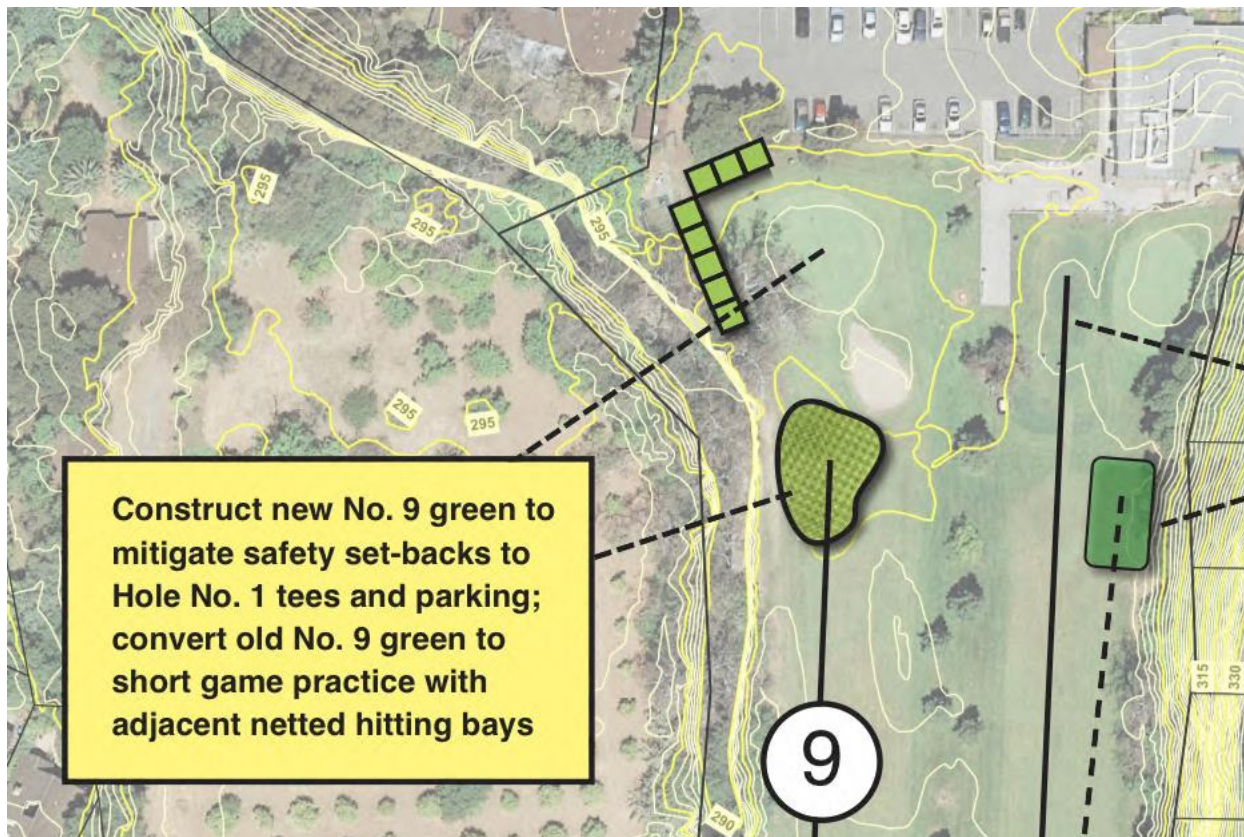 295
295
295
295
295
Construct new No. 9 green to
mitigate safety set-backs to
Hole No. 1 tees and parking;
convert old No. 9 green to
short game practice with
adjacent netted hitting bays
315
330
9
290